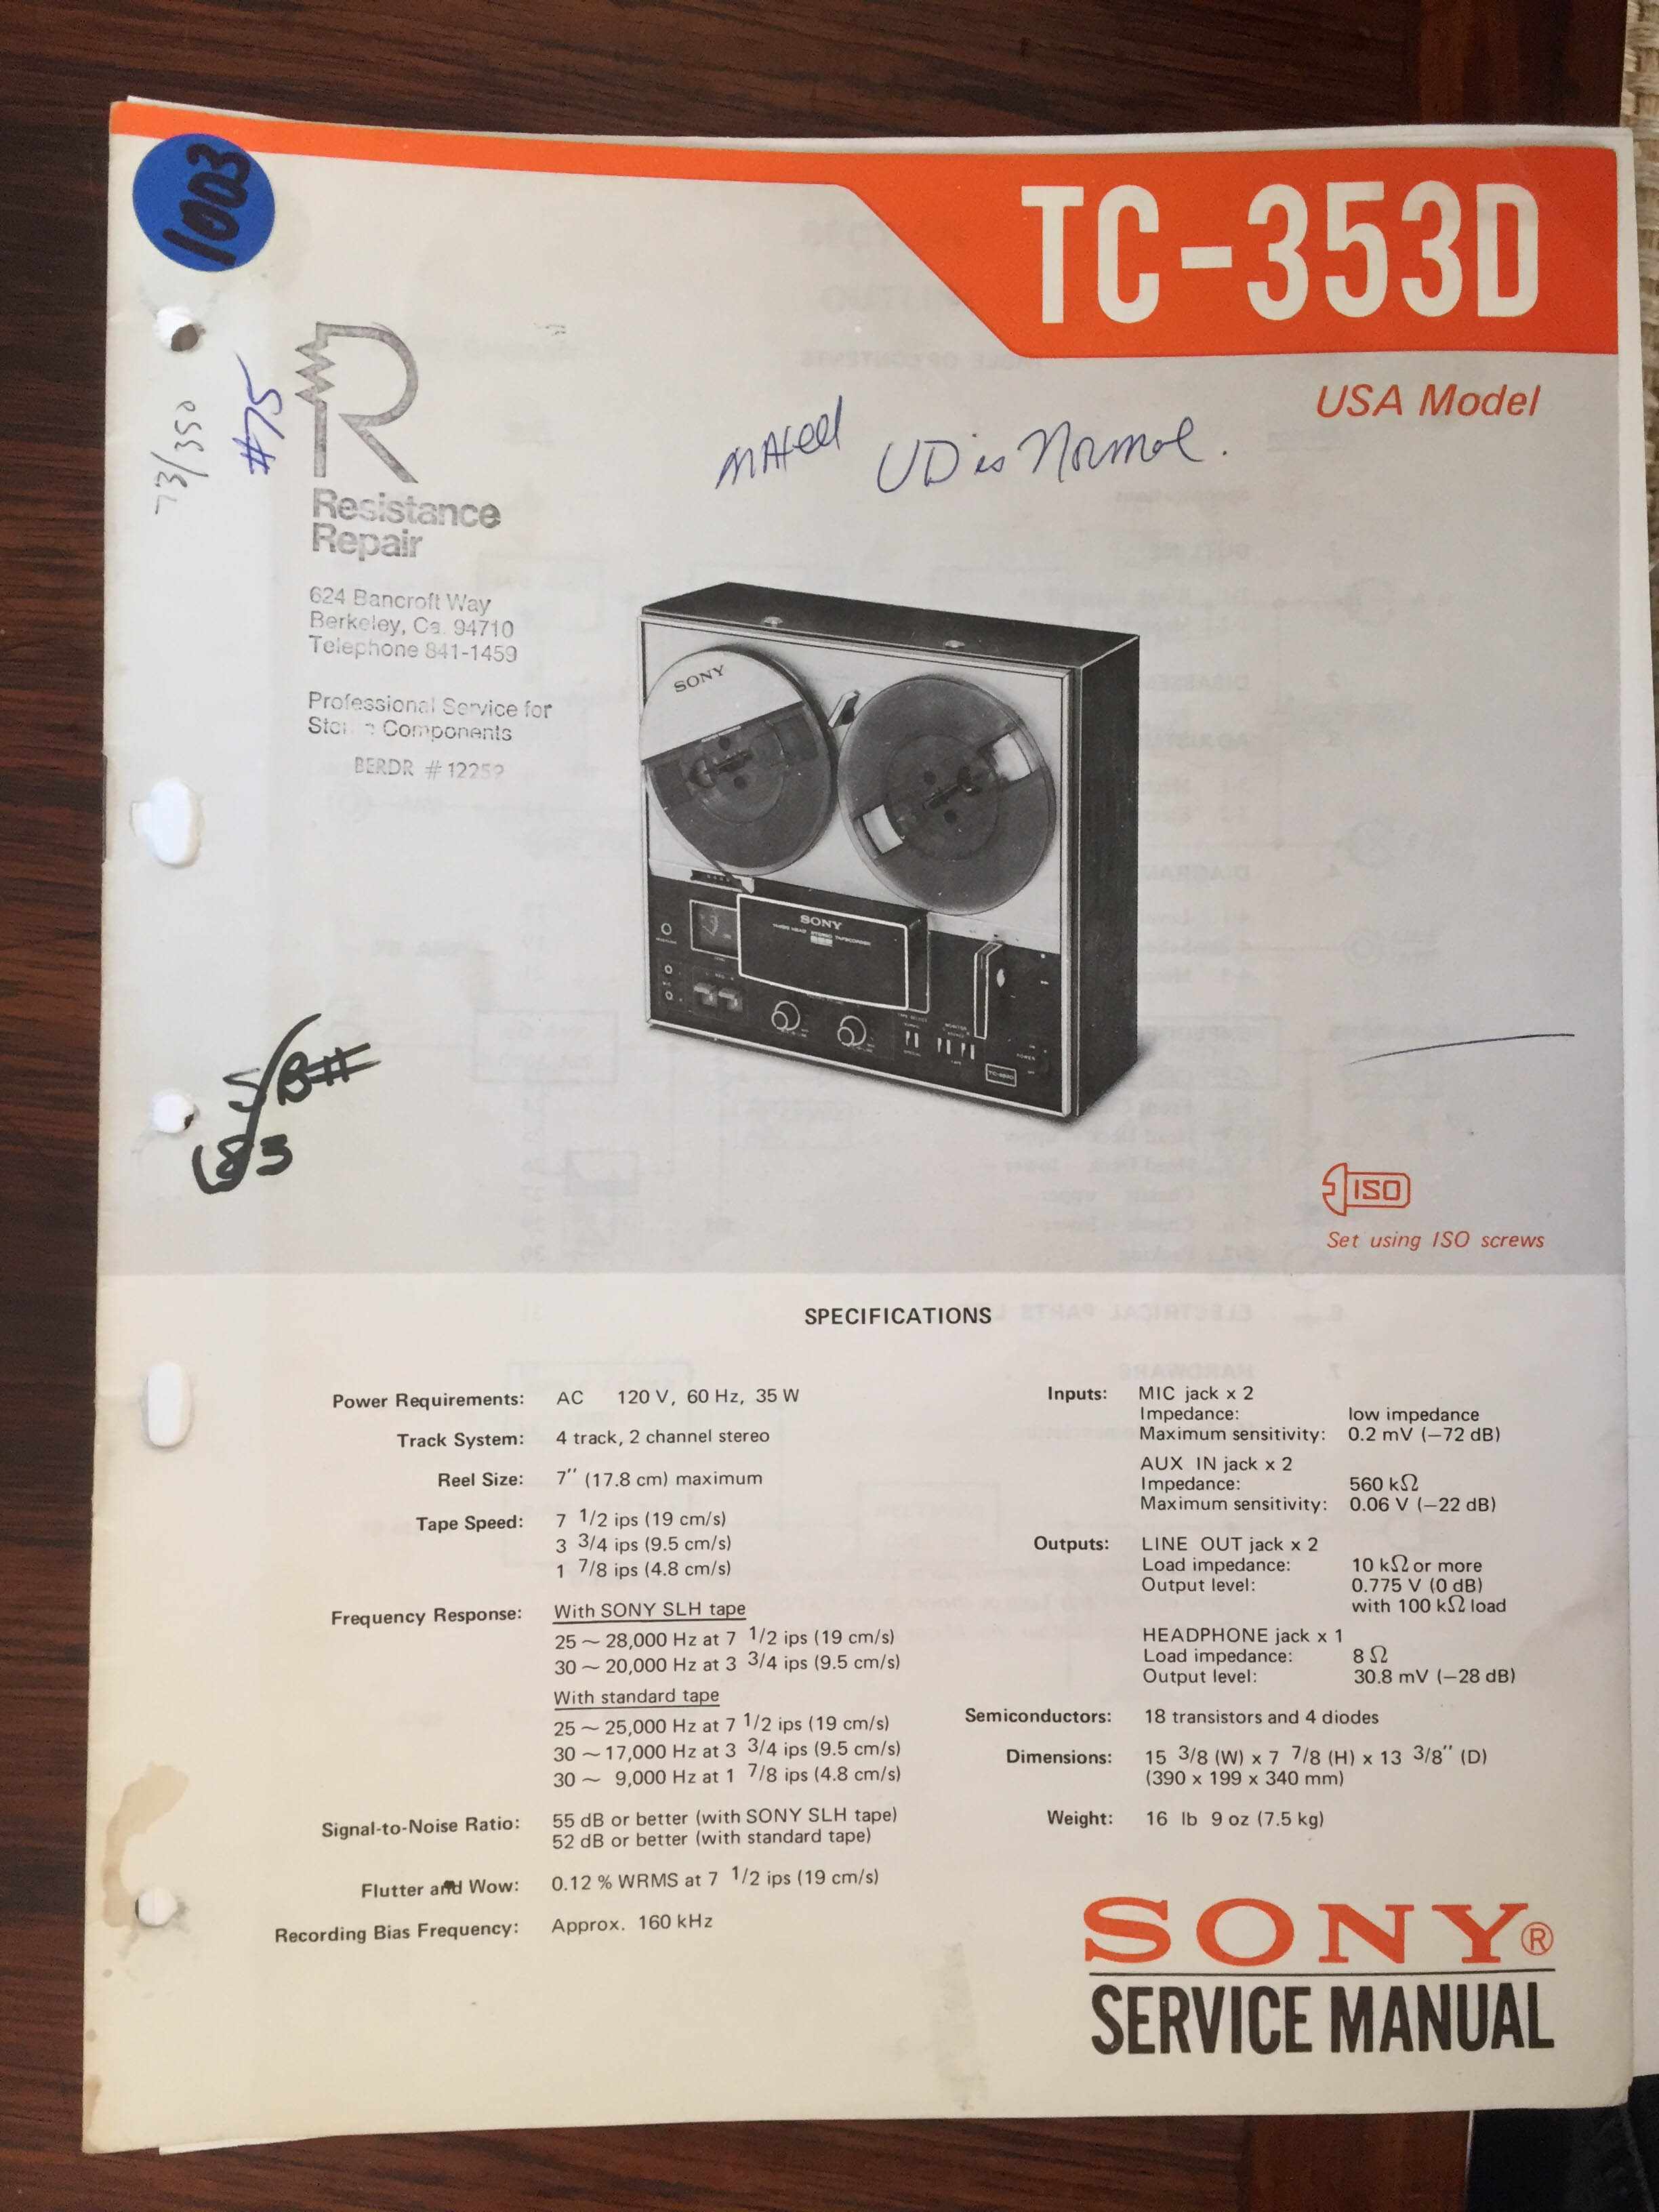 1003
TC-353D
USA Model
73/350
#75
R
Resistance
Repair
624 Bancroft Way
Berkeley, Ca. 94710
Telephone 841-1459
Professional Service for
Components
BERDR # 12259
UD is Normal.
SONY
SONY
S/B#
183
ISO
Set using ISO screws
SPECIFICATIONS
Power Requirements: AC 120 V, 60 Hz, 35 W
Track System: 4 track, 2 channel stereo
Reel Size: 7″ (17.8 cm) maximum
Tape Speed: 7 1/2 ips (19 cm/s)
3 3/4 ips (9.5 cm/s)
1 7/8 ips (4.8 cm/s)
Frequency Response: With SONY SLH tape
25 ~ 28,000 Hz at 7 1/2 ips (19 cm/s)
30 ~ 20,000 Hz at 3 3/4 ips (9.5 cm/s)
With standard tape
25 ~ 25,000 Hz at 7 1/2 ips (19 cm/s)
30 ~ 17,000 Hz at 3 3/4 ips (9.5 cm/s)
30 ~ 9,000 Hz at 1 7/8 ips (4.8 cm/s)
Signal-to-Noise Ratio: 55 dB or better (with SONY SLH tape)
52 dB or better (with standard tape)
Flutter and Wow: 0.12 % WRMS at 7 1/2 ips (19 cm/s)
Recording Bias Frequency: Approx. 160 kHz
Inputs: MIC jack x 2
Impedance: low impedance
Maximum sensitivity: 0.2 mV (−72 dB)
AUX IN jack x 2
Impedance: 560 kΩ
Maximum sensitivity: 0.06 V (−22 dB)
Outputs: LINE OUT jack x 2
Load impedance: 10 kΩ or more
Output level: 0.775 V (0 dB)
with 100 kΩ load
HEADPHONE jack x 1
Load impedance: 8 Ω
Output level: 30.8 mV (−28 dB)
Semiconductors: 18 transistors and 4 diodes
Dimensions: 15 3/8 (W) x 7 7/8 (H) x 13 3/8″ (D)
(390 x 199 x 340 mm)
Weight: 16 lb 9 oz (7.5 kg)
SONY®
SERVICE MANUAL